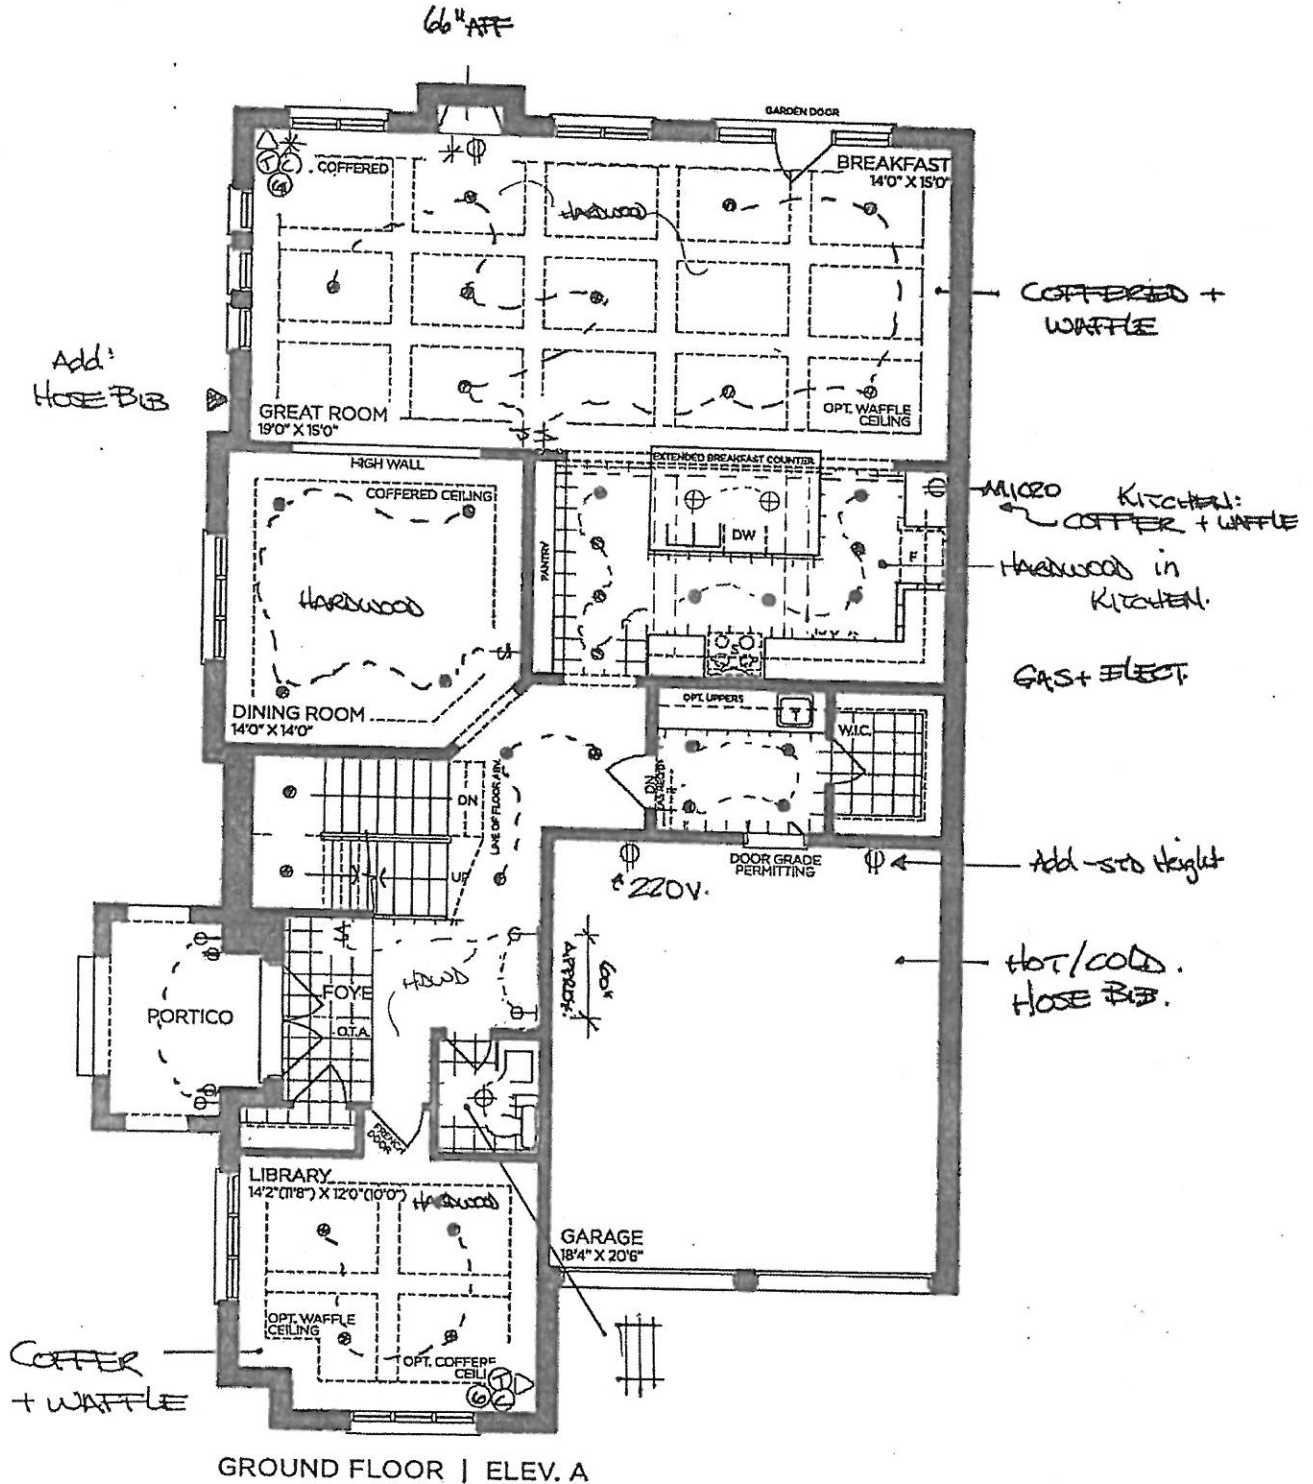 66" AFF
GARDEN DOOR
T C
G
COFFERED
BREAKFAST
14'0" X 15'0"
HARDWOOD
COFFERED +
WAFFLE
Add:
HOSE BIB
GREAT ROOM
19'0" X 15'0"
OPT. WAFFLE
CEILING
HIGH WALL
EXTENDED BREAKFAST COUNTER
COFFERED CEILING
MICRO
KITCHEN:
COFFER + WAFFLE
DW
PANTRY
F
HARDWOOD in
KITCHEN.
HARDWOOD
S
GAS + ELECT.
DINING ROOM
14'0" X 14'0"
OPT. UPPERS
T
W.I.C.
LINE OF FLOOR ABV.
DN
DN
UP
DOOR GRADE
PERMITTING
Add - STD Height
220V.
60"
APPROX.
HOT/COLD.
HOSE BIB.
HDWD
FOYE
O.T.A.
PORTICO
FRENCH
DOOR
LIBRARY
14'2"(11'8") X 12'0"(10'0")
HARDWOOD
GARAGE
18'4" X 20'6"
OPT. WAFFLE
CEILING
COFFER
+ WAFFLE
OPT. COFFERE
CEILI
T
G C
GROUND FLOOR | ELEV. A